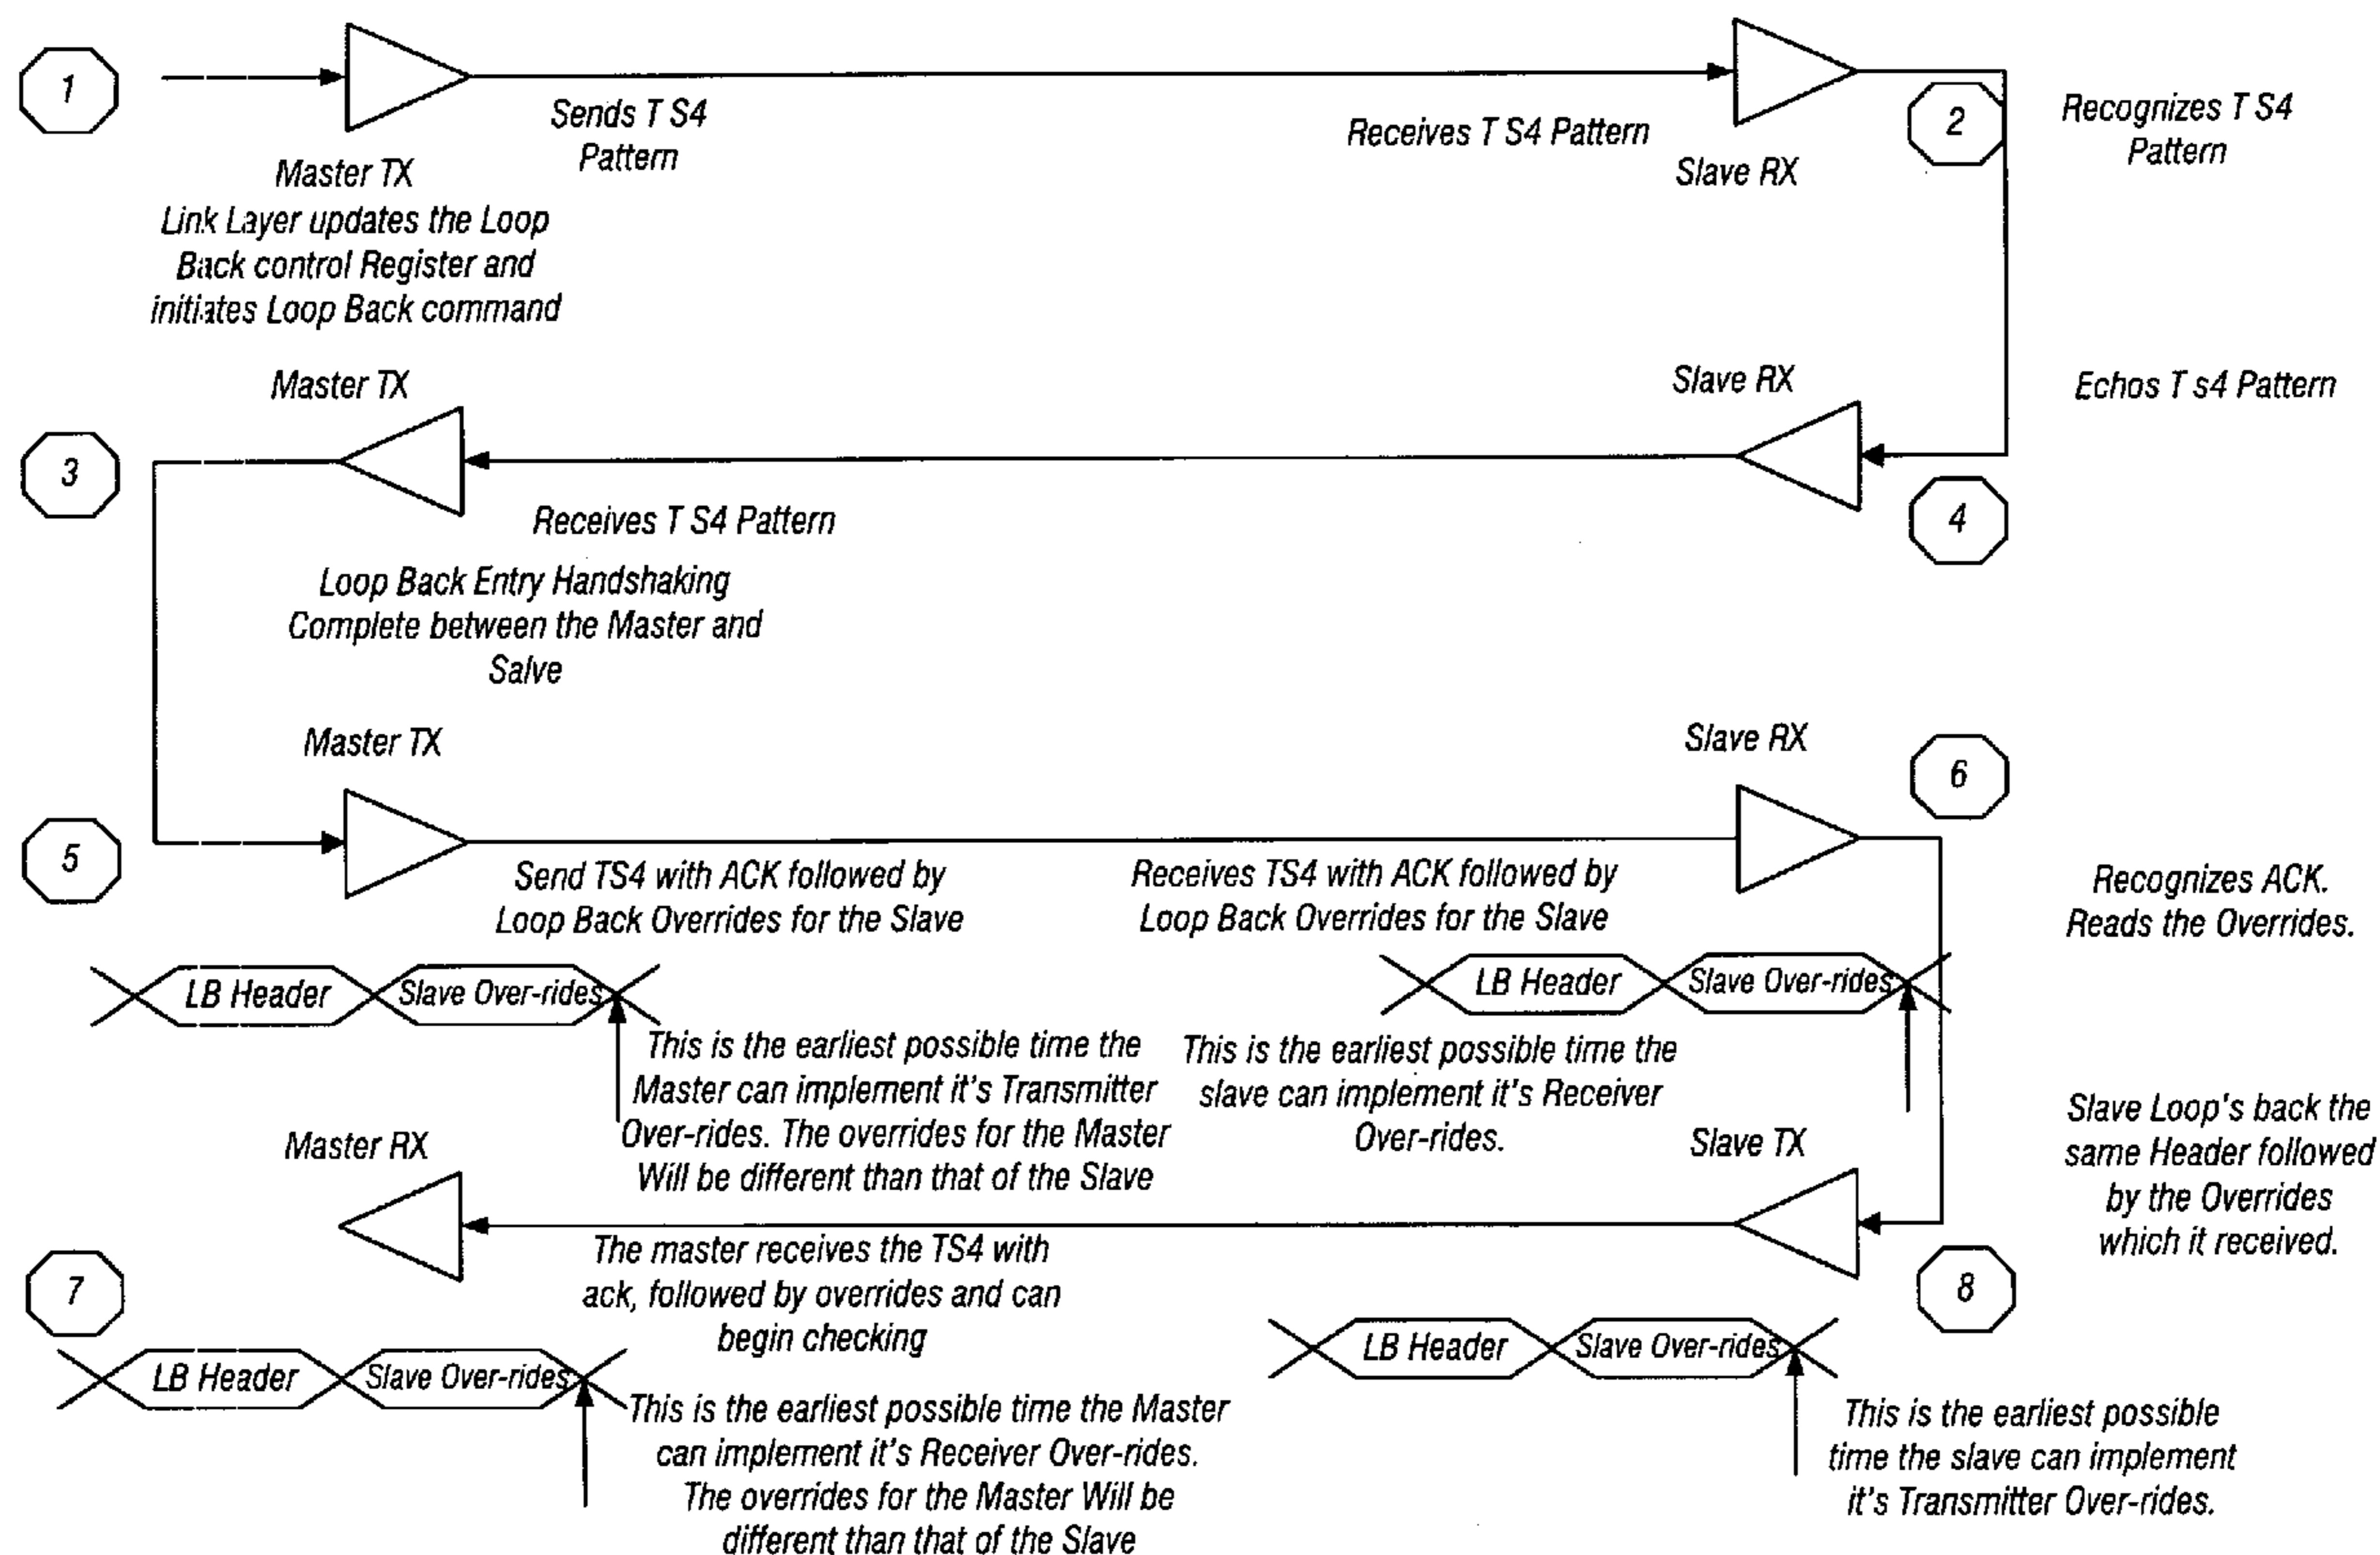 1
Sends T S4
Pattern
Receives T S4 Pattern
2
Recognizes T S4
Pattern
Master TX
Slave RX
Link Layer updates the Loop
Back control Register and
initiates Loop Back command
Master TX
Slave RX
Echos T s4 Pattern
3
Receives T S4 Pattern
4
Loop Back Entry Handshaking
Complete between the Master and
Salve
Master TX
Slave RX
6
5
Send TS4 with ACK followed by
Loop Back Overrides for the Slave
Receives TS4 with ACK followed by
Loop Back Overrides for the Slave
Recognizes ACK.
Reads the Overrides.
LB Header
Slave Over-rides
LB Header
Slave Over-rides
This is the earliest possible time the
Master can implement it's Transmitter
Over-rides. The overrides for the Master
Will be different than that of the Slave
This is the earliest possible time the
slave can implement it's Receiver
Over-rides.
Slave Loop's back the
same Header followed
by the Overrides
which it received.
Master RX
Slave TX
The master receives the TS4 with
ack, followed by overrides and can
begin checking
7
8
LB Header
Slave Over-rides
LB Header
Slave Over-rides
This is the earliest possible time the Master
can implement it's Receiver Over-rides.
The overrides for the Master Will be
different than that of the Slave
This is the earliest possible
time the slave can implement
it's Transmitter Over-rides.